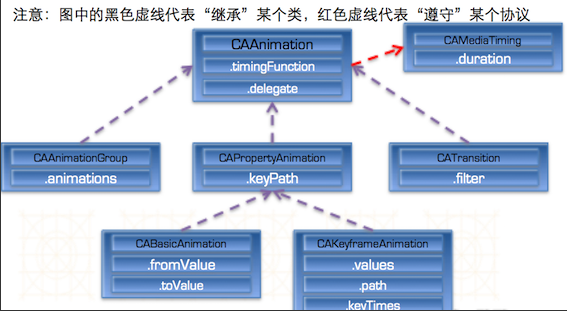 注意：图中的黑色虚线代表“继承”某个类，红色虚线代表“遵守”某个协议
CAAnimation
.timingFunction
.delegate
CAMediaTiming
.duration
CAAnimationGroup
.animations
CAPropertyAnimation
.keyPath
CATransition
.filter
CABasicAnimation
.fromValue
.toValue
CAKeyframeAnimation
.values
.path
.keyTimes